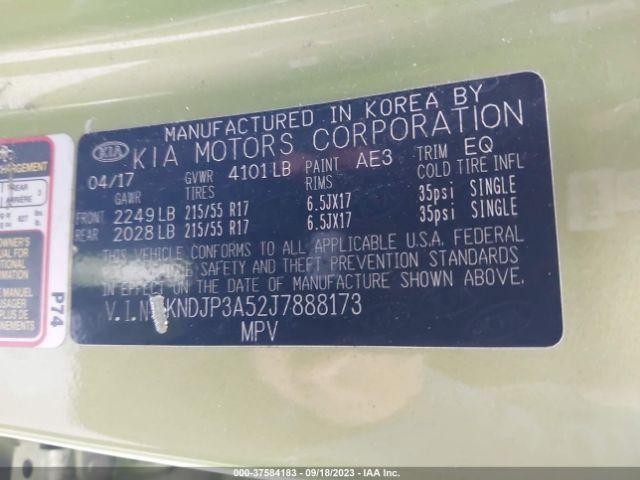 MANUFACTURED IN KOREA BY
KIA KIA MOTORS CORPORATION
04/17 GVWR 4101LB PAINT AE3 TRIM EQ
GAWR TIRES RIMS COLD TIRE INFL
FRONT 2249LB 215/55 R17 6.5JX17 35psi SINGLE
REAR 2028LB 215/55 R17 6.5JX17 35psi SINGLE
THIS VEHICLE CONFORMS TO ALL APPLICABLE U.S.A. FEDERAL
SAFETY AND THEFT PREVENTION STANDARDS
IN EFFECT ON THE DATE OF MANUFACTURE SHOWN ABOVE.
V.I.N KNDJP3A52J7888173
MPV
REAR
P74
000-37584183 - 09/18/2023 - IAA Inc.